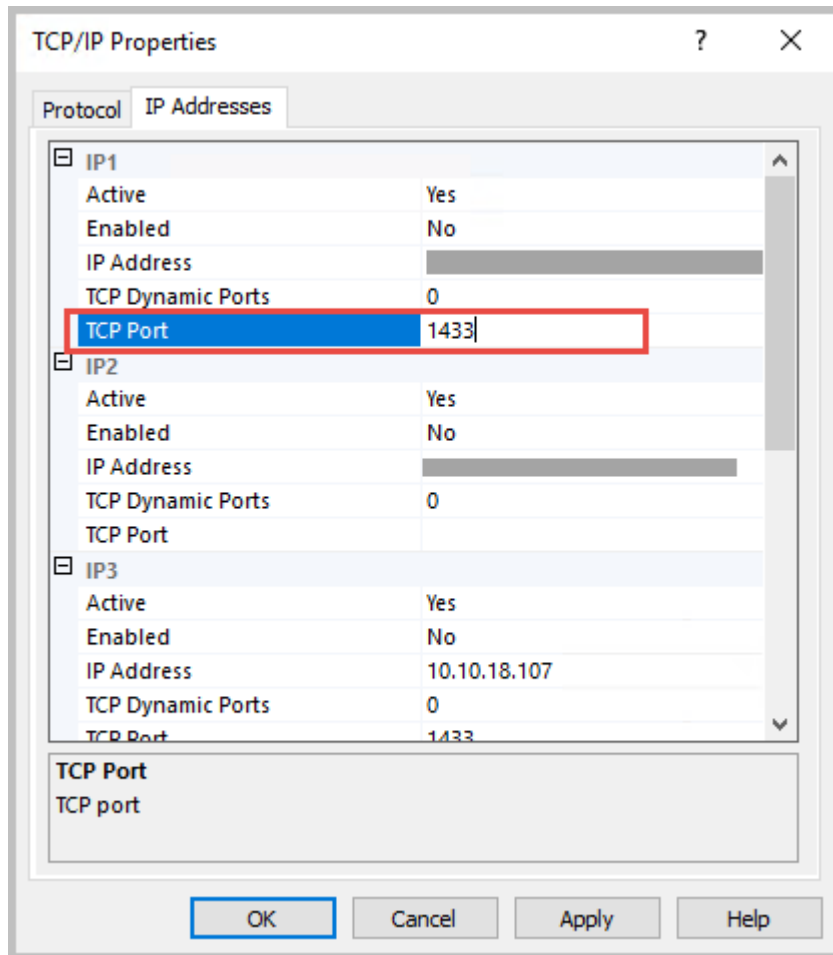 TCP/IP Properties ?
Protocol IP Addresses
IP1
Active Yes
Enabled No
IP Address
TCP Dynamic Ports 0
TCP Port 1433
IP2
Active Yes
Enabled No
IP Address
TCP Dynamic Ports 0
TCP Port
IP3
Active Yes
Enabled No
IP Address 10.10.18.107
TCP Dynamic Ports 0
TCP Port 1433
TCP Port
TCP port
OK Cancel Apply Help